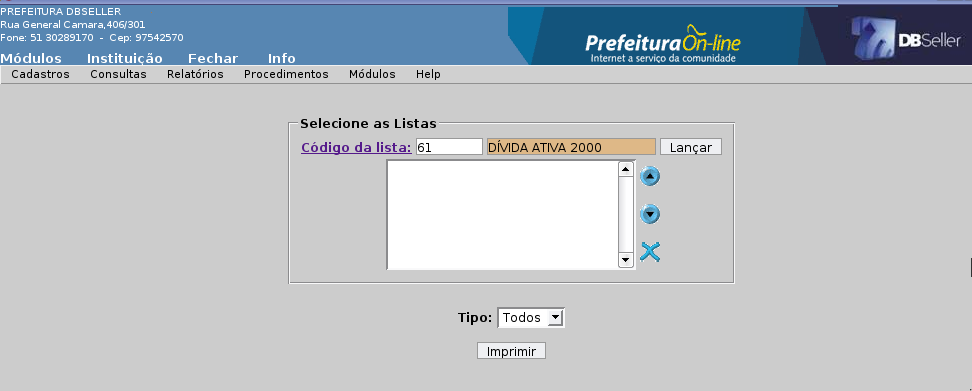 PREFEITURA DBSELLER
Rua General Camara,406/301
Fone: 51 30289170 - Cep: 97542570
PrefeituraOn-line
Internet a serviço da comunidade
DBSeller
Módulos Instituição Fechar Info
Cadastros Consultas Relatórios Procedimentos Módulos Help
Selecione as Listas
Código da lista: 61 DÍVIDA ATIVA 2000 Lançar
Tipo: Todos
Imprimir